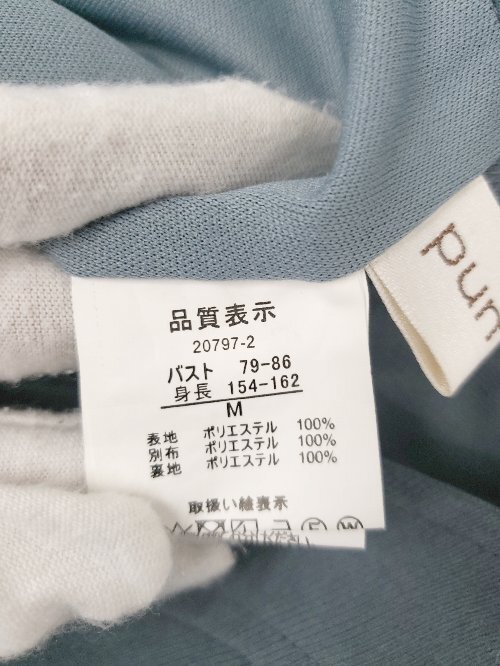 品質表示
20797-2
バスト 79-86
身長 154-162
M
表地 ポリエステル 100%
別布 ポリエステル 100%
裏地 ポリエステル 100%
取扱い絵表示
F W
pun